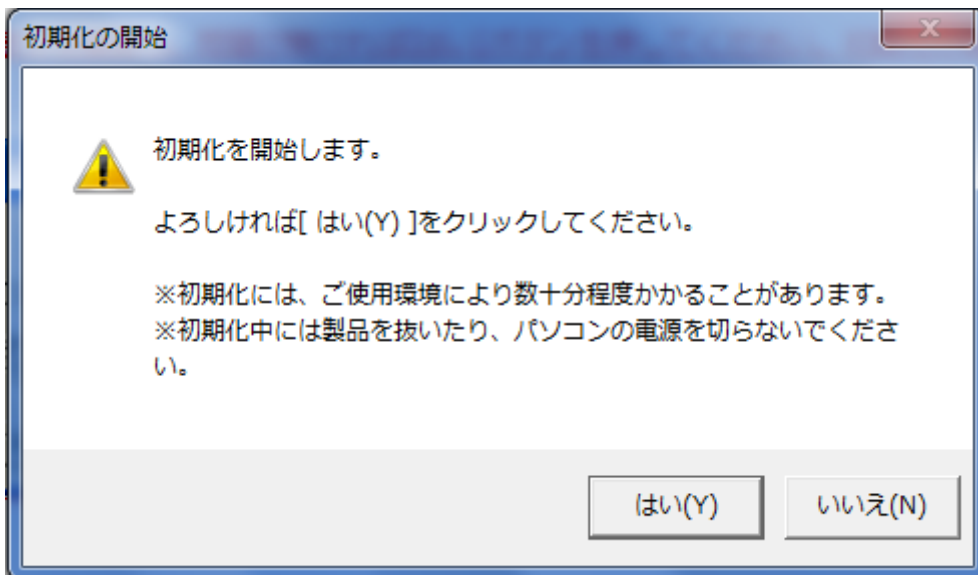 初期化の開始
初期化を開始します。
よろしければ[ はい(Y) ]をクリックしてください。
※初期化には、ご使用環境により数十分程度かかることがあります。
※初期化中には製品を抜いたり、パソコンの電源を切らないでくださ
い。
はい(Y)
いいえ(N)